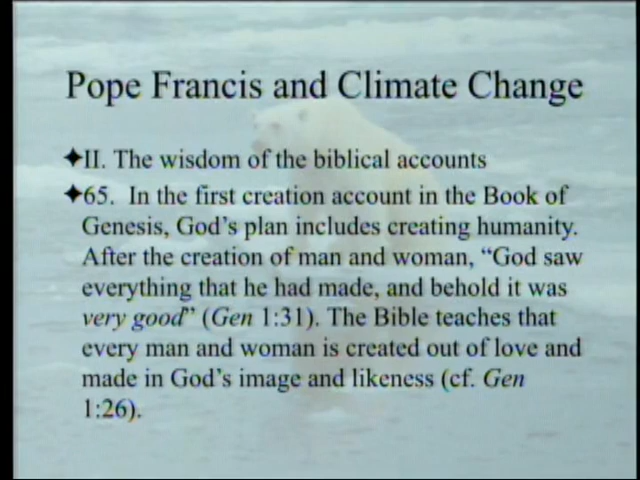 Pope Francis and Climate Change
✦II. The wisdom of the biblical accounts
✦65.  In the first creation account in the Book of
Genesis, God's plan includes creating humanity.
After the creation of man and woman, “God saw
everything that he had made, and behold it was
very good” (Gen 1:31). The Bible teaches that
every man and woman is created out of love and
made in God's image and likeness (cf. Gen
1:26).